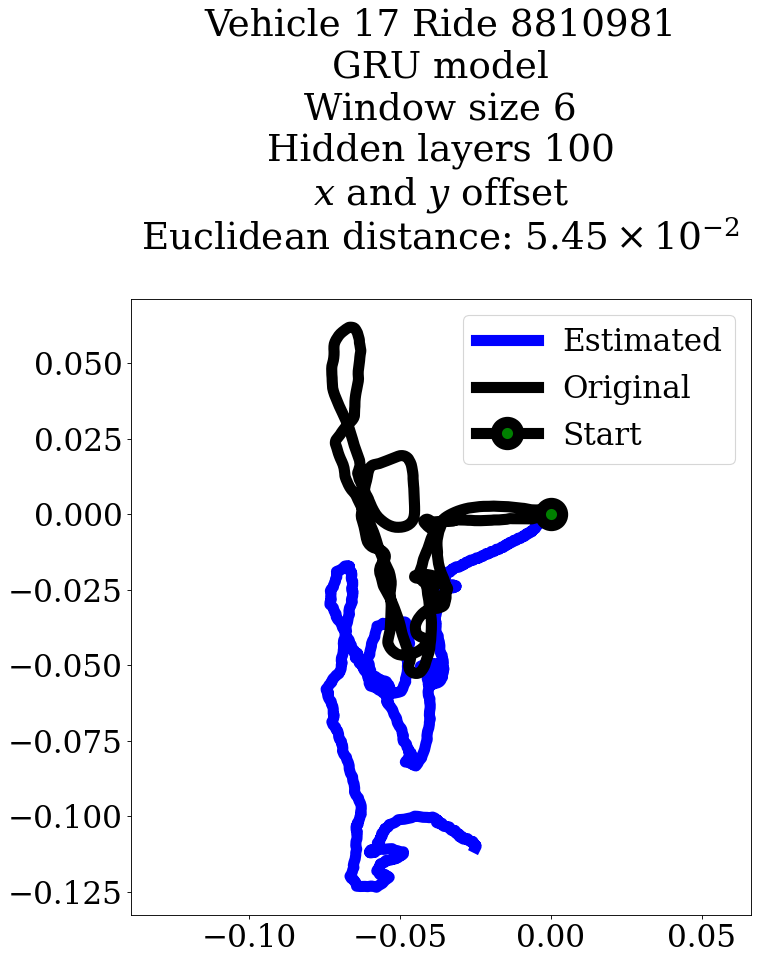 Vehicle 17 Ride 8810981
GRU model
Window size 6
Hidden layers 100
x and y offset
Euclidean distance: 5.45 × 10⁻²
Estimated
Original
Start
0.050
0.025
0.000
−0.025
−0.050
−0.075
−0.100
−0.125
−0.10 −0.05 0.00 0.05